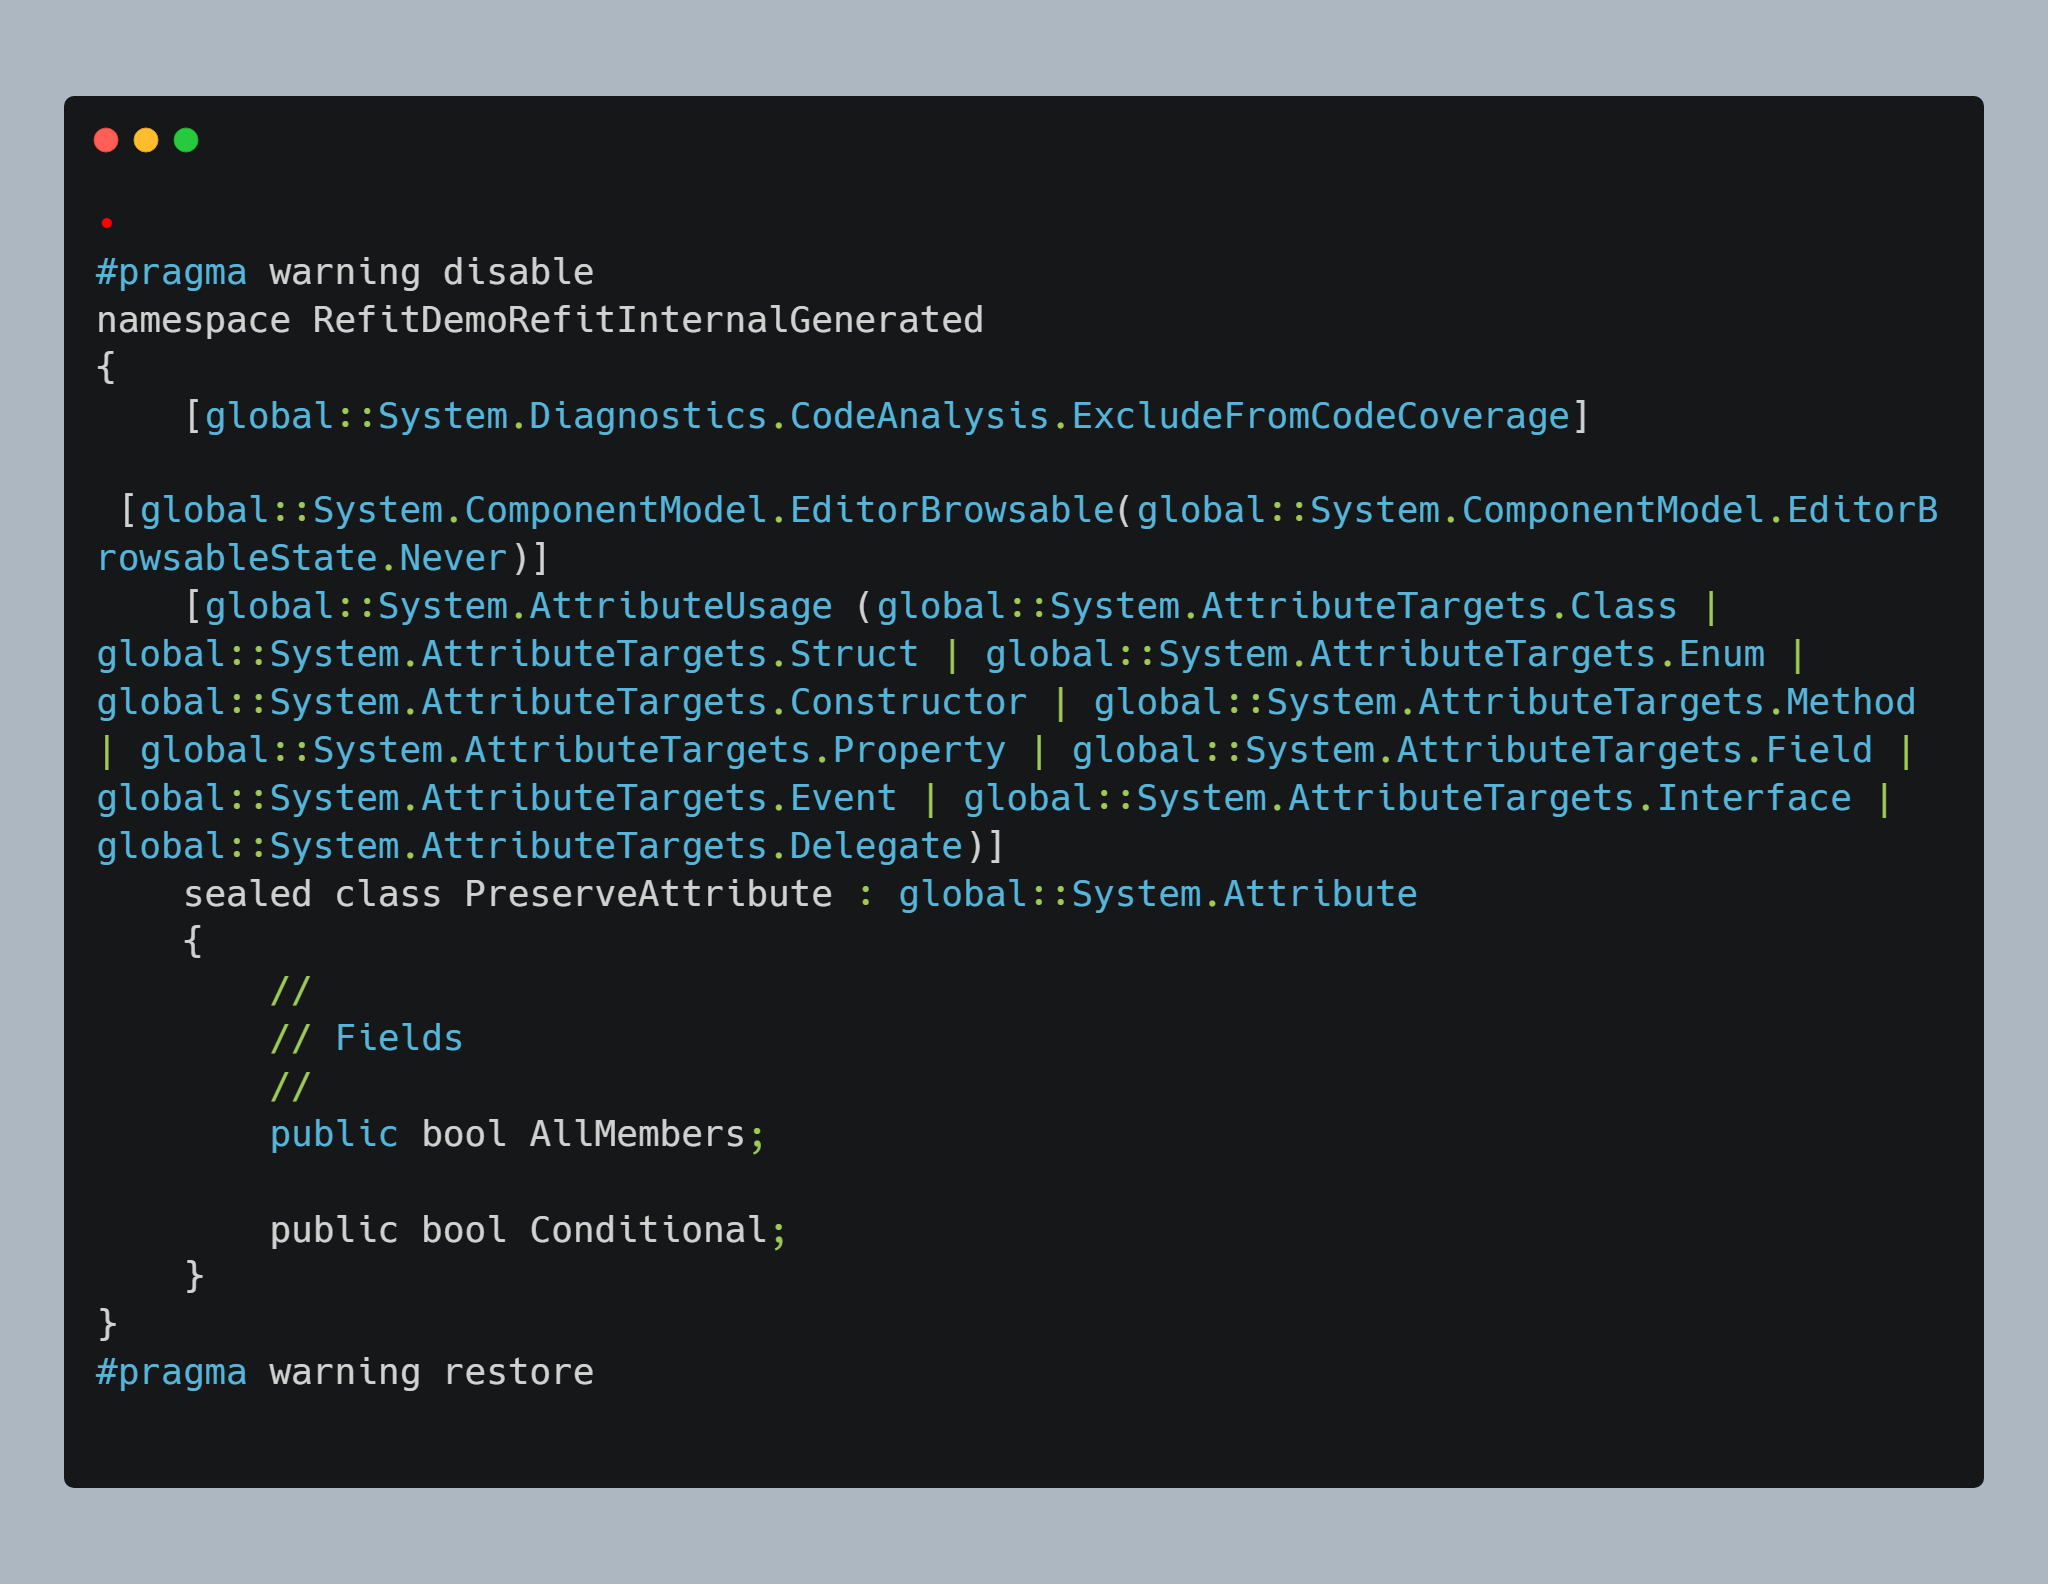 #pragma warning disable
namespace RefitDemoRefitInternalGenerated
{
    [global::System.Diagnostics.CodeAnalysis.ExcludeFromCodeCoverage]

 [global::System.ComponentModel.EditorBrowsable(global::System.ComponentModel.EditorB
rowsableState.Never)]
    [global::System.AttributeUsage (global::System.AttributeTargets.Class |
global::System.AttributeTargets.Struct | global::System.AttributeTargets.Enum |
global::System.AttributeTargets.Constructor | global::System.AttributeTargets.Method
| global::System.AttributeTargets.Property | global::System.AttributeTargets.Field |
global::System.AttributeTargets.Event | global::System.AttributeTargets.Interface |
global::System.AttributeTargets.Delegate)]
    sealed class PreserveAttribute : global::System.Attribute
    {
        //
        // Fields
        //
        public bool AllMembers;

        public bool Conditional;
    }
}
#pragma warning restore